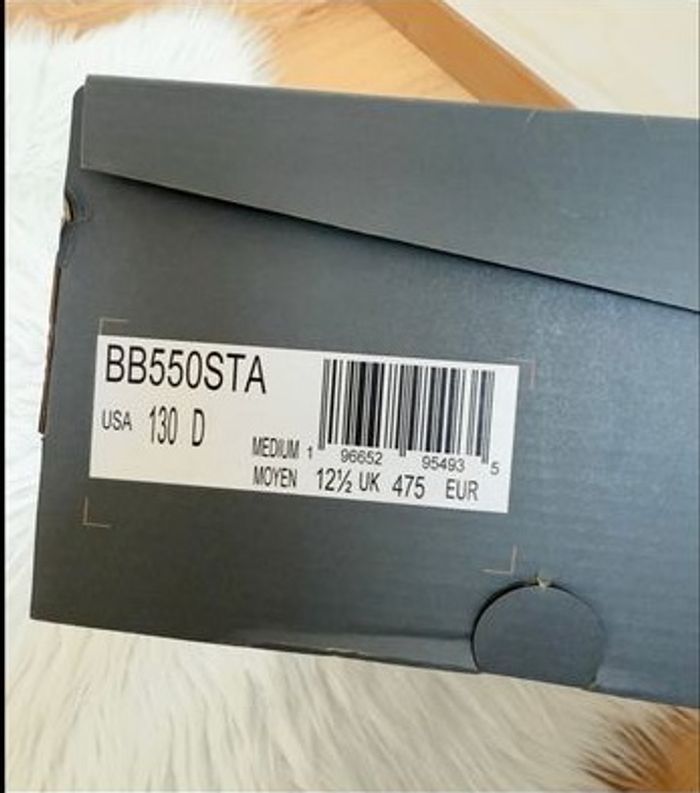 BB550STA
USA 130 D
MEDIUM 1 96652 95493 5
MOYEN 12½ UK 475 EUR